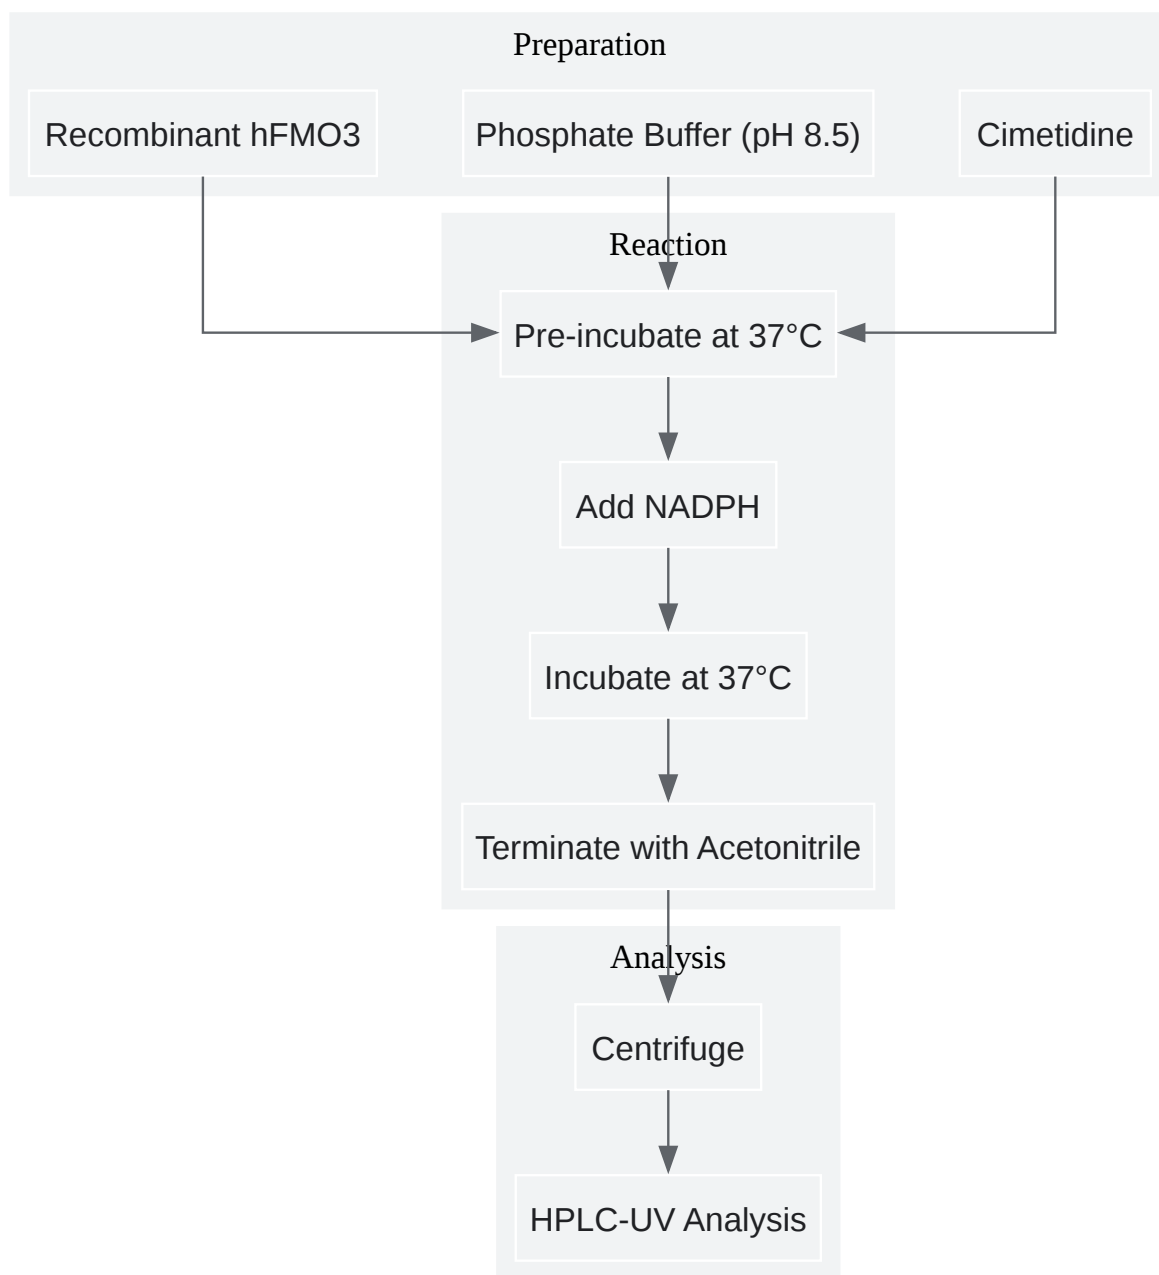 Preparation
Recombinant hFMO3
Phosphate Buffer (pH 8.5)
Cimetidine
Reaction
Pre-incubate at 37°C
Add NADPH
Incubate at 37°C
Terminate with Acetonitrile
Analysis
Centrifuge
HPLC-UV Analysis